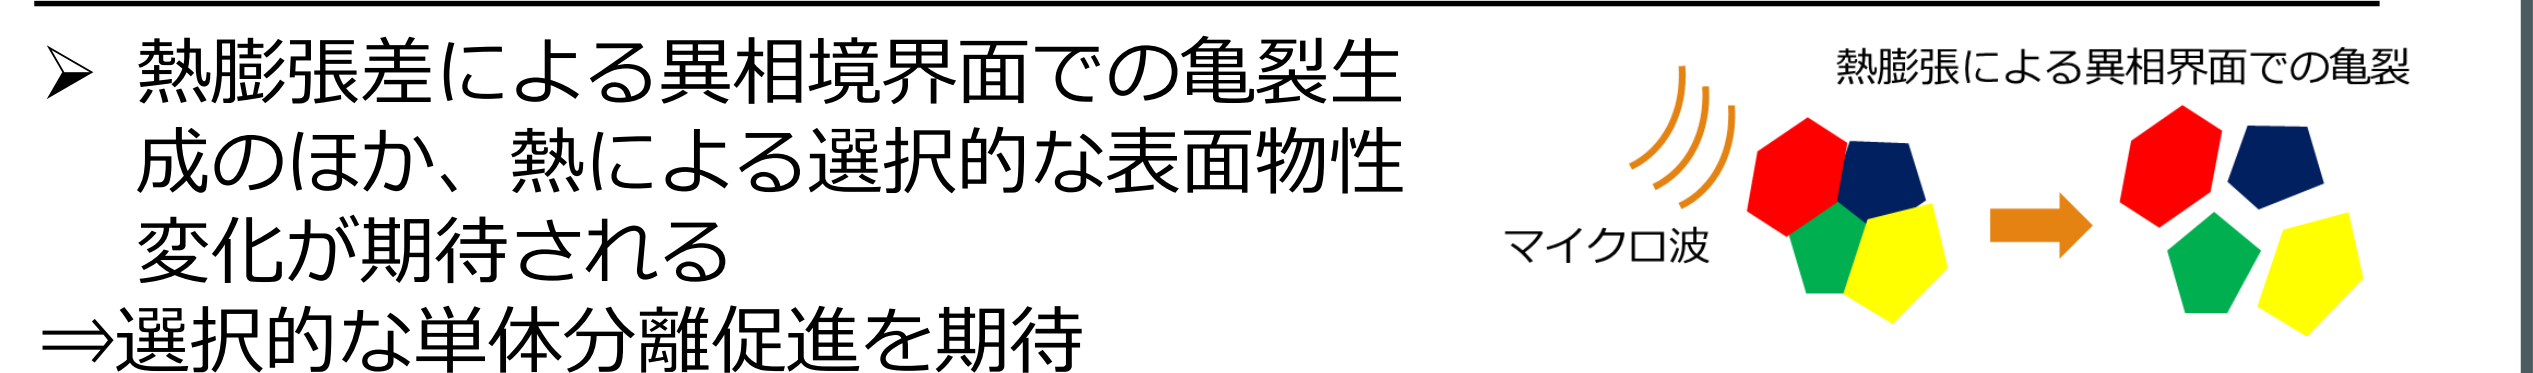 ➢ 熱膨張差による異相境界面での亀裂生
成のほか、熱による選択的な表面物性
変化が期待される
⇒選択的な単体分離促進を期待
熱膨張による異相界面での亀裂
マイクロ波